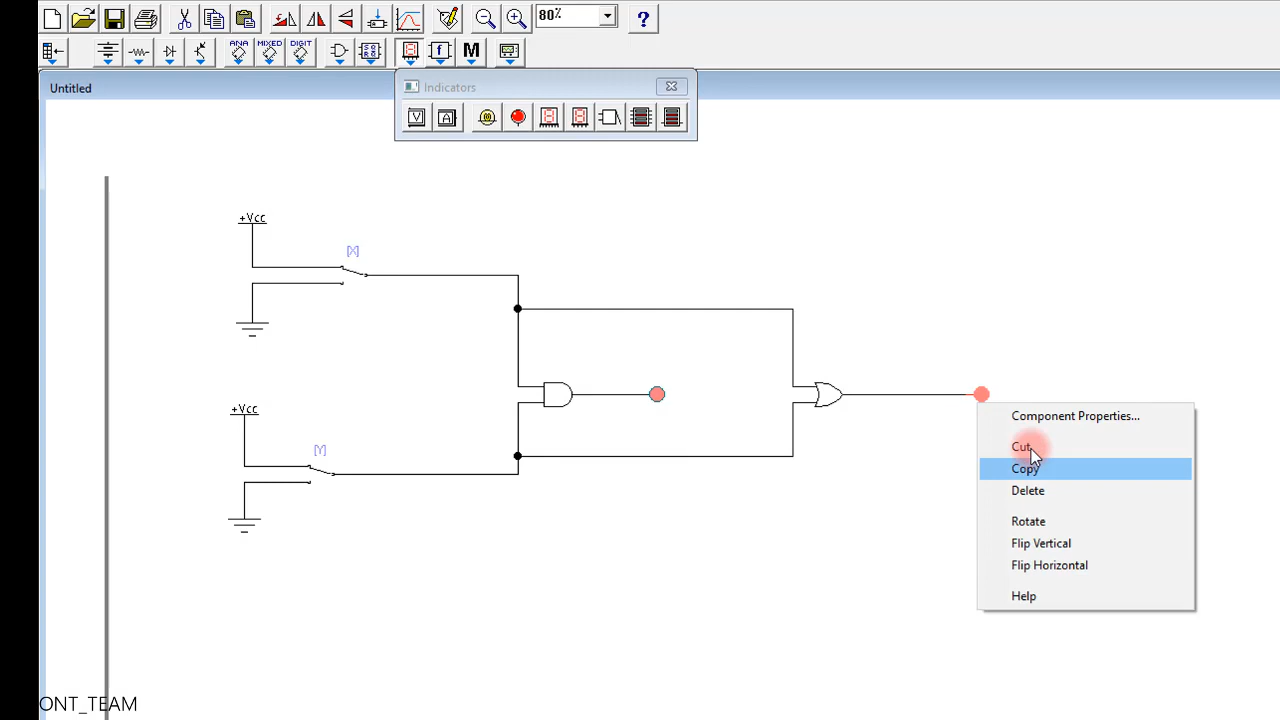 80%
?
ANA MIXED DIGIT
f M
Untitled
Indicators
V A
+Vcc
[X]
+Vcc
[Y]
Component Properties...
Cut
Copy
Delete
Rotate
Flip Vertical
Flip Horizontal
Help
ONT_TEAM